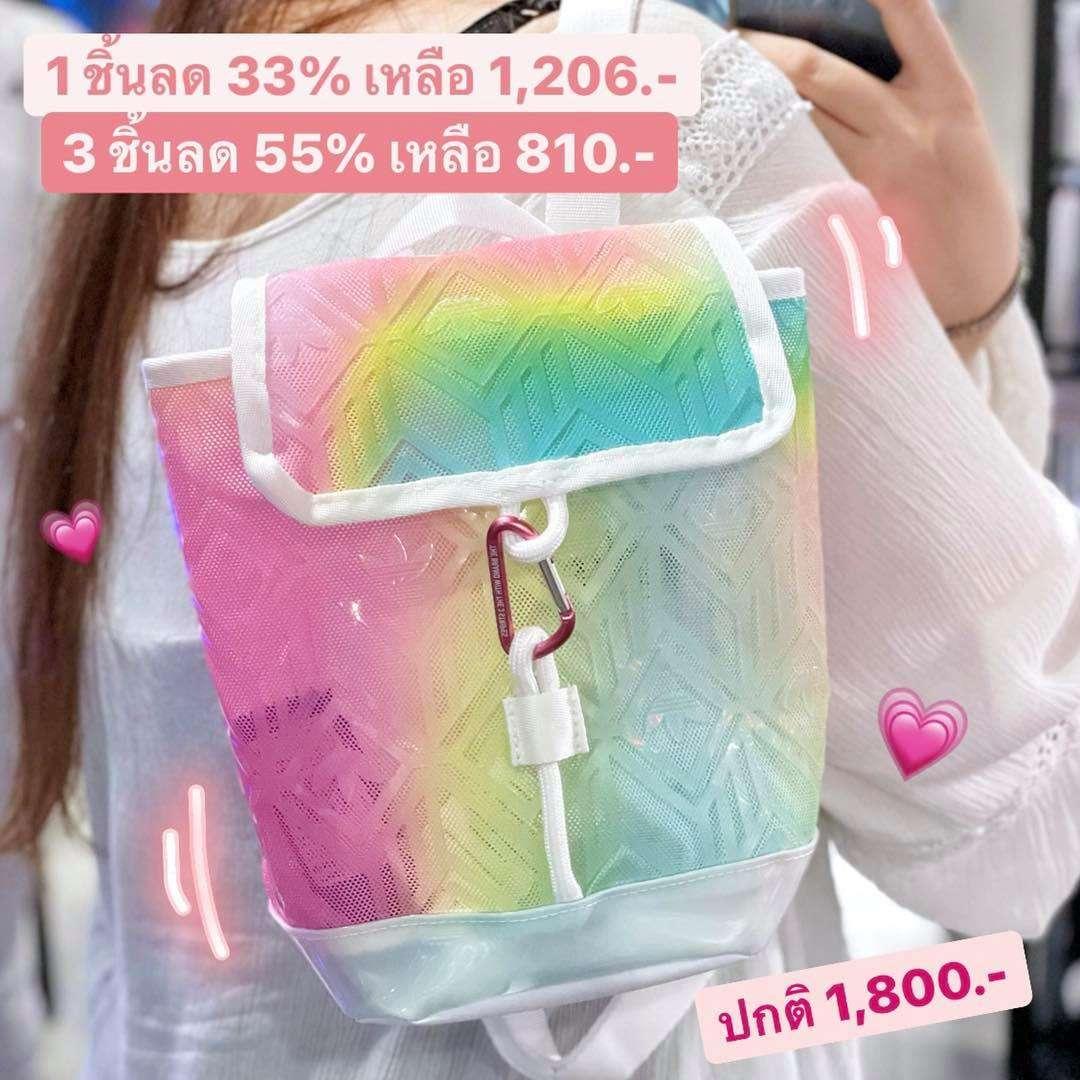 1 ชิ้นลด 33% เหลือ 1,206.-
3 ชิ้นลด 55% เหลือ 810.-
ปกติ 1,800.-